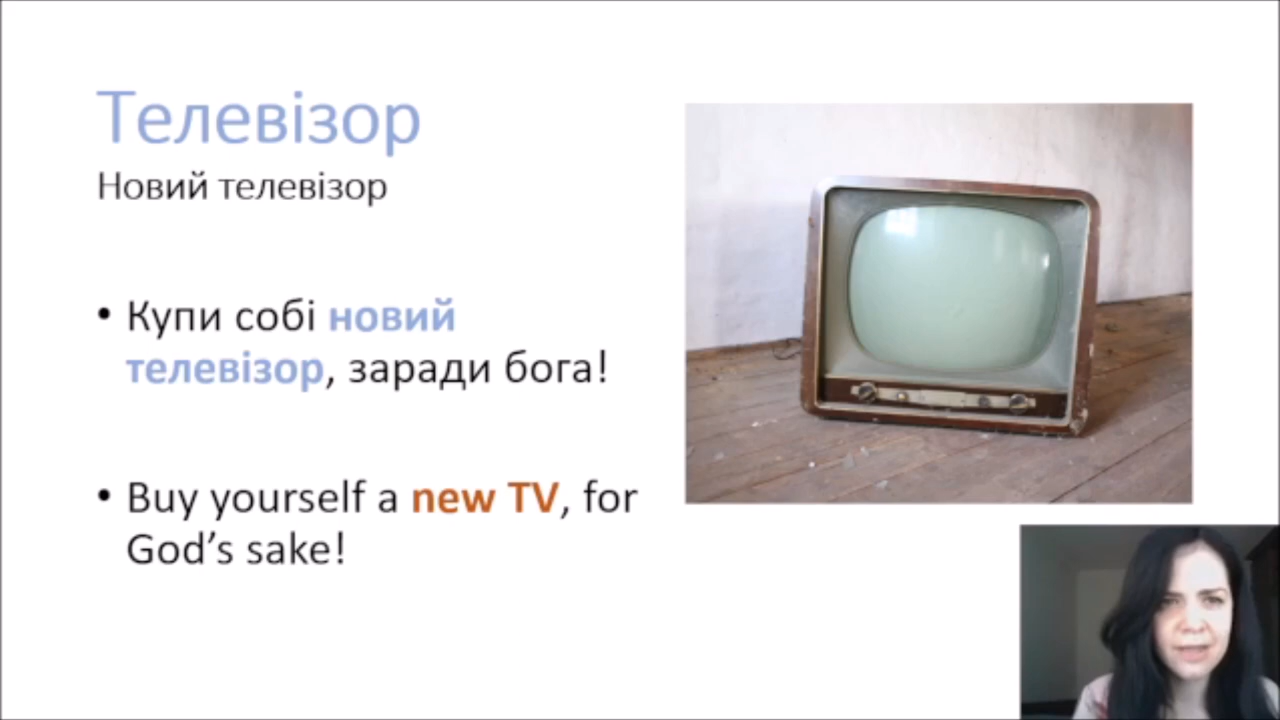 Телевізор
Новий телевізор
• Купи собі новий
телевізор, заради бога!
• Buy yourself a new TV, for
God’s sake!